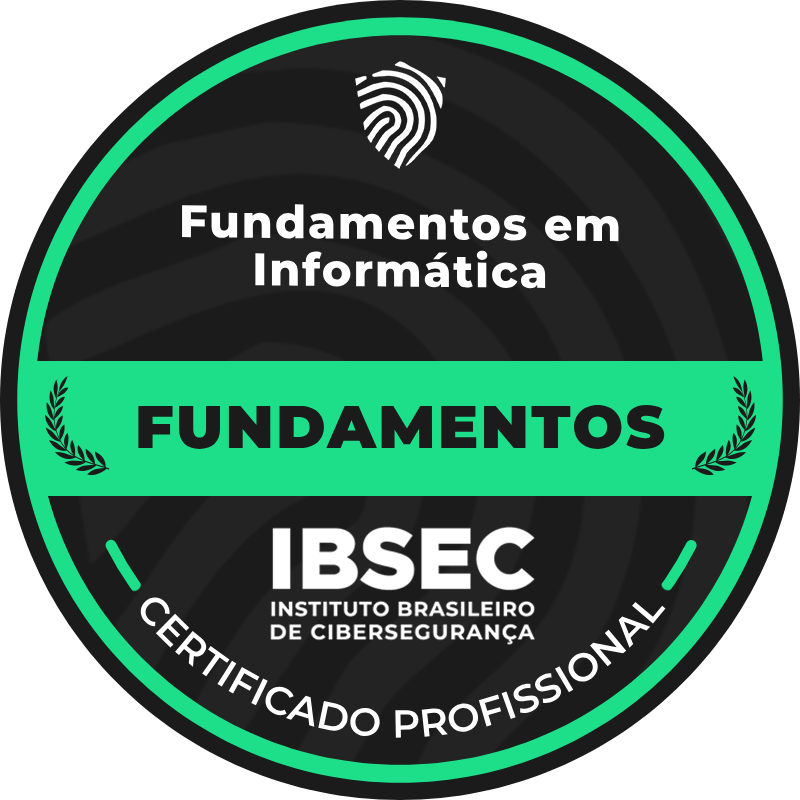 Fundamentos em
Informática
FUNDAMENTOS
IBSEC
INSTITUTO BRASILEIRO
DE CIBERSEGURANÇA
CERTIFICADO PROFISSIONAL